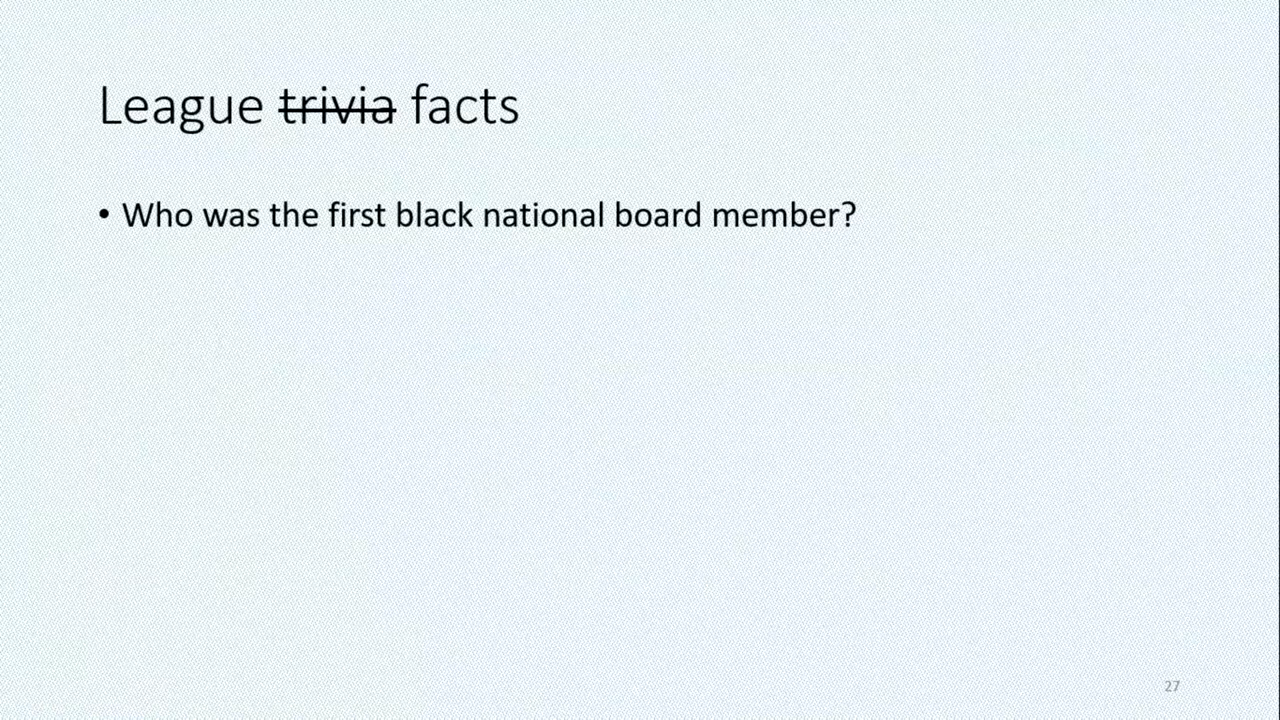 League trivia facts
• Who was the first black national board member?
27